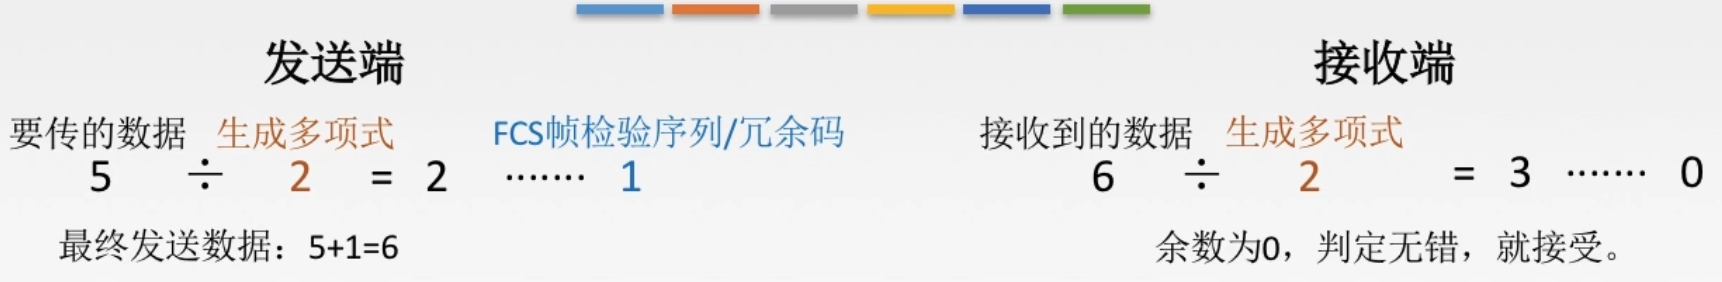 发送端
要传的数据 生成多项式 FCS帧检验序列/冗余码
5 ÷ 2 = 2 ······· 1
最终发送数据：5+1=6
接收端
接收到的数据 生成多项式
6 ÷ 2 = 3 ······· 0
余数为0，判定无错，就接受。